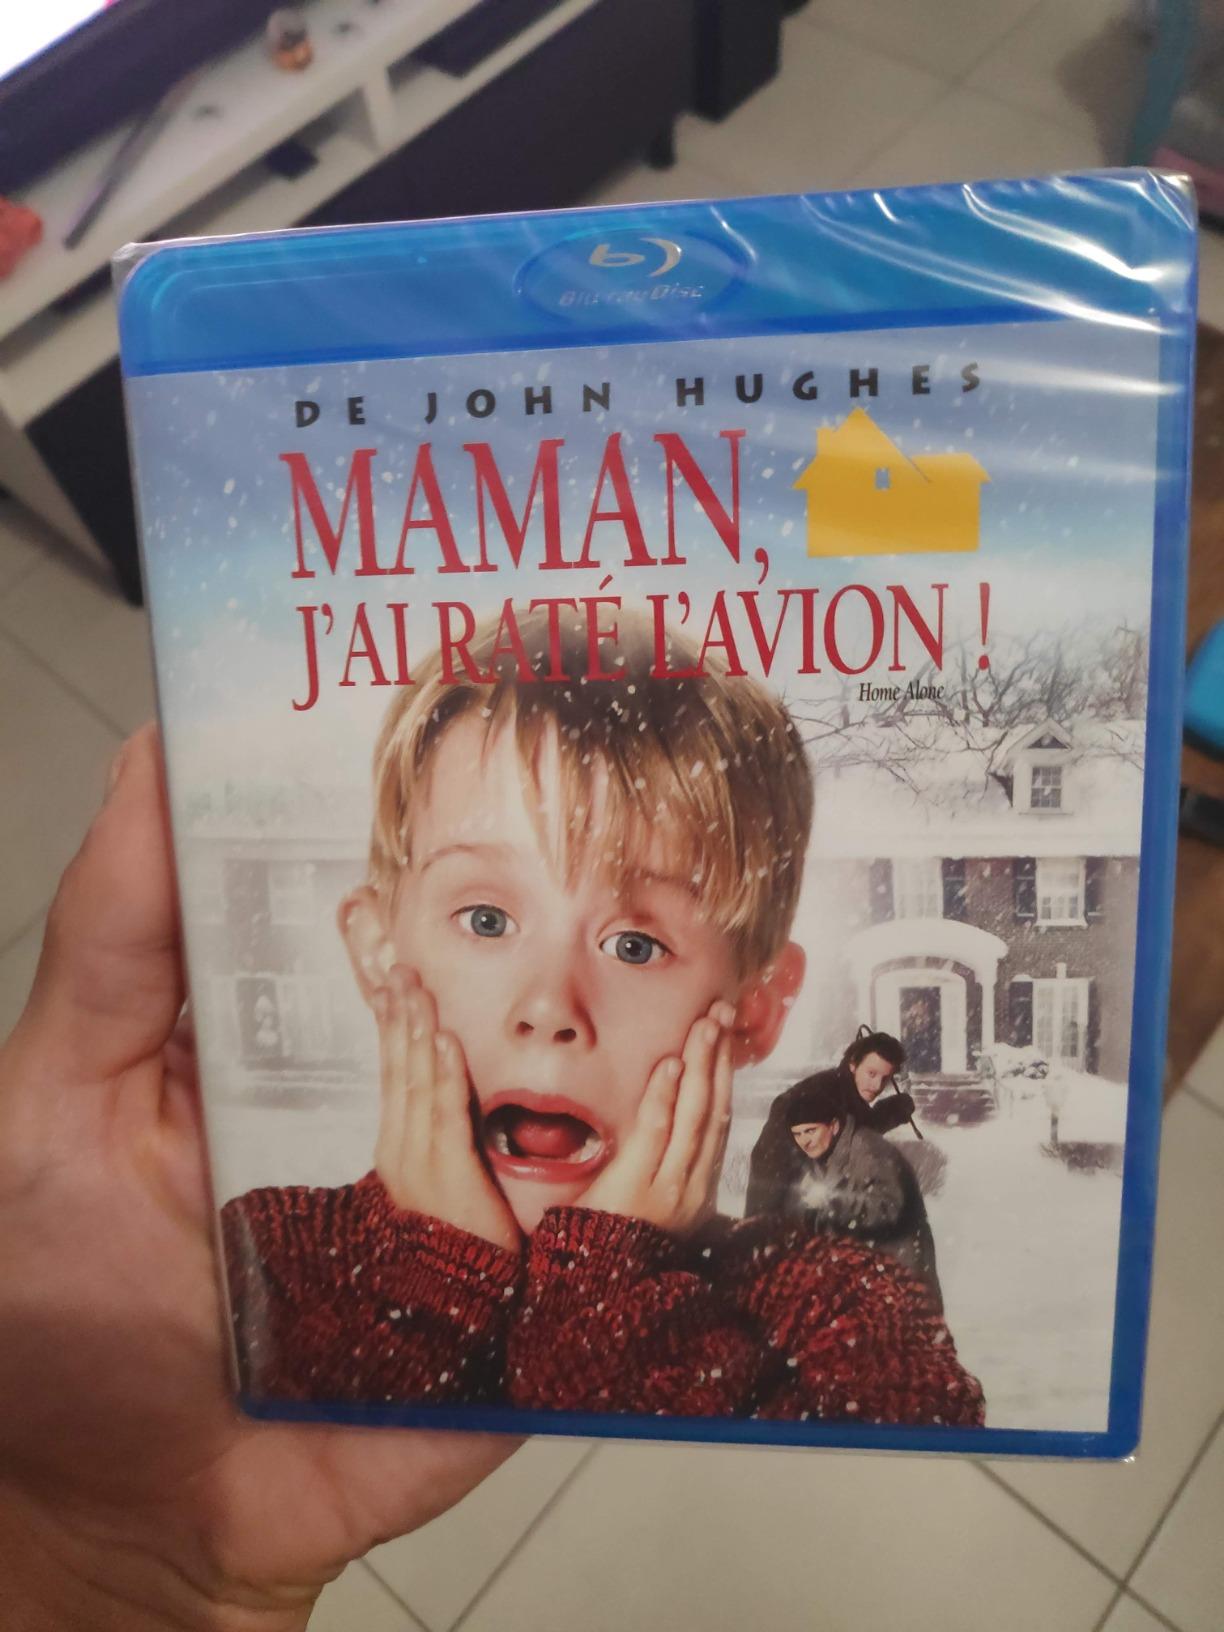 Blu-ray Disc
DE JOHN HUGHES
MAMAN,
J'AI RATÉ L'AVION !
Home Alone